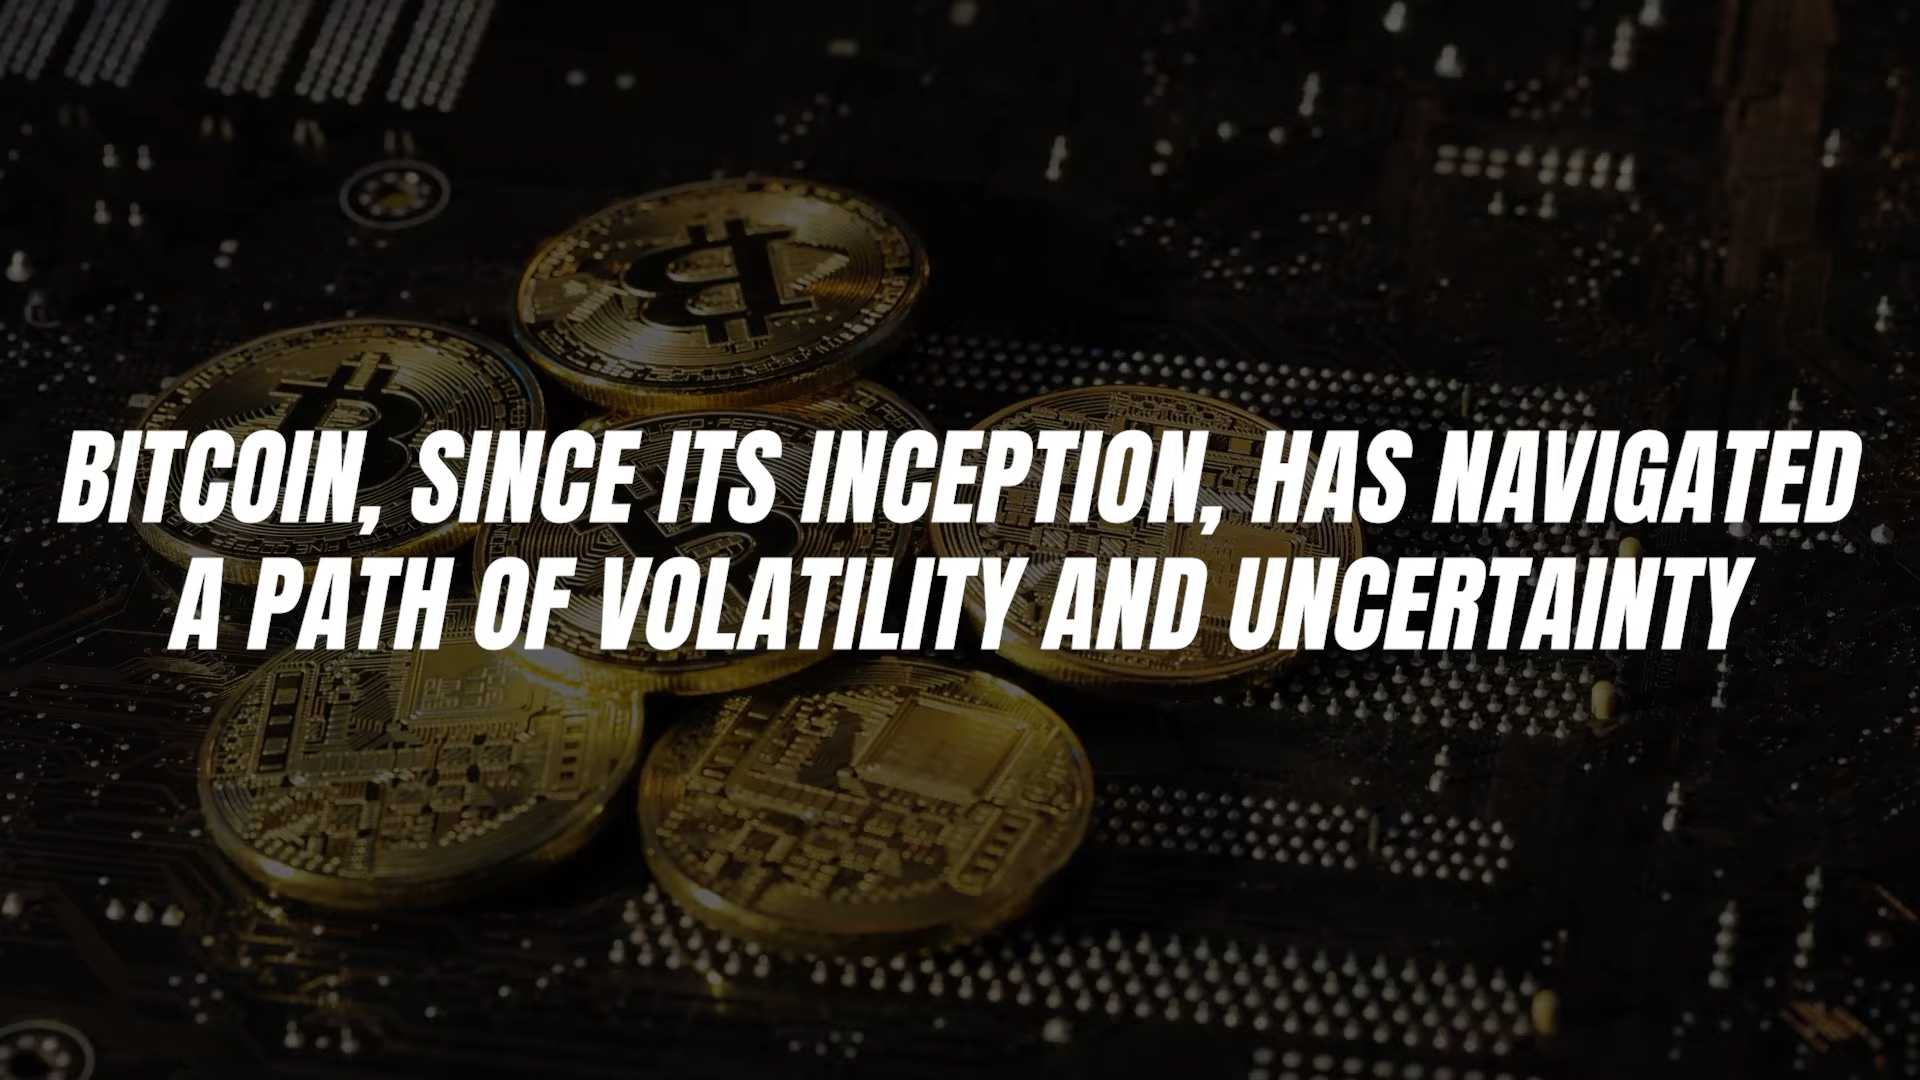 BITCOIN, SINCE ITS INCEPTION, HAS NAVIGATED
A PATH OF VOLATILITY AND UNCERTAINTY